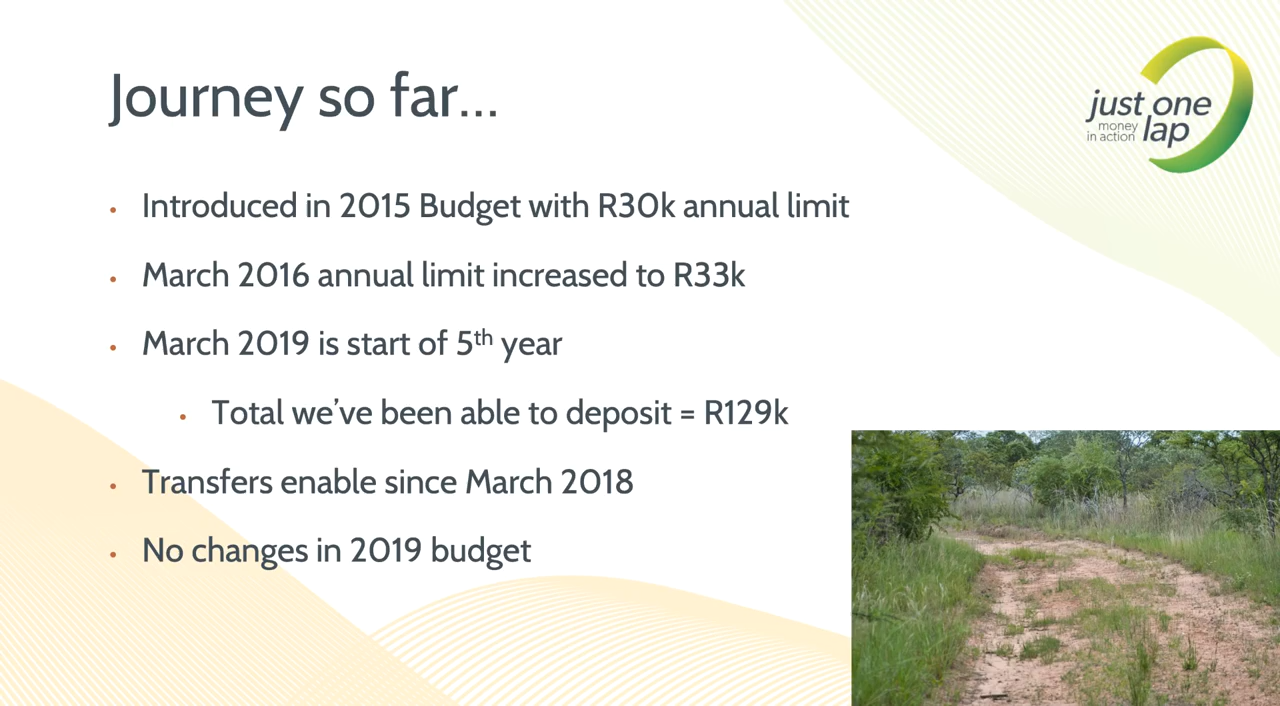 Journey so far...
just one
money
in action lap
• Introduced in 2015 Budget with R30k annual limit
• March 2016 annual limit increased to R33k
• March 2019 is start of 5th year
• Total we've been able to deposit = R129k
• Transfers enable since March 2018
• No changes in 2019 budget